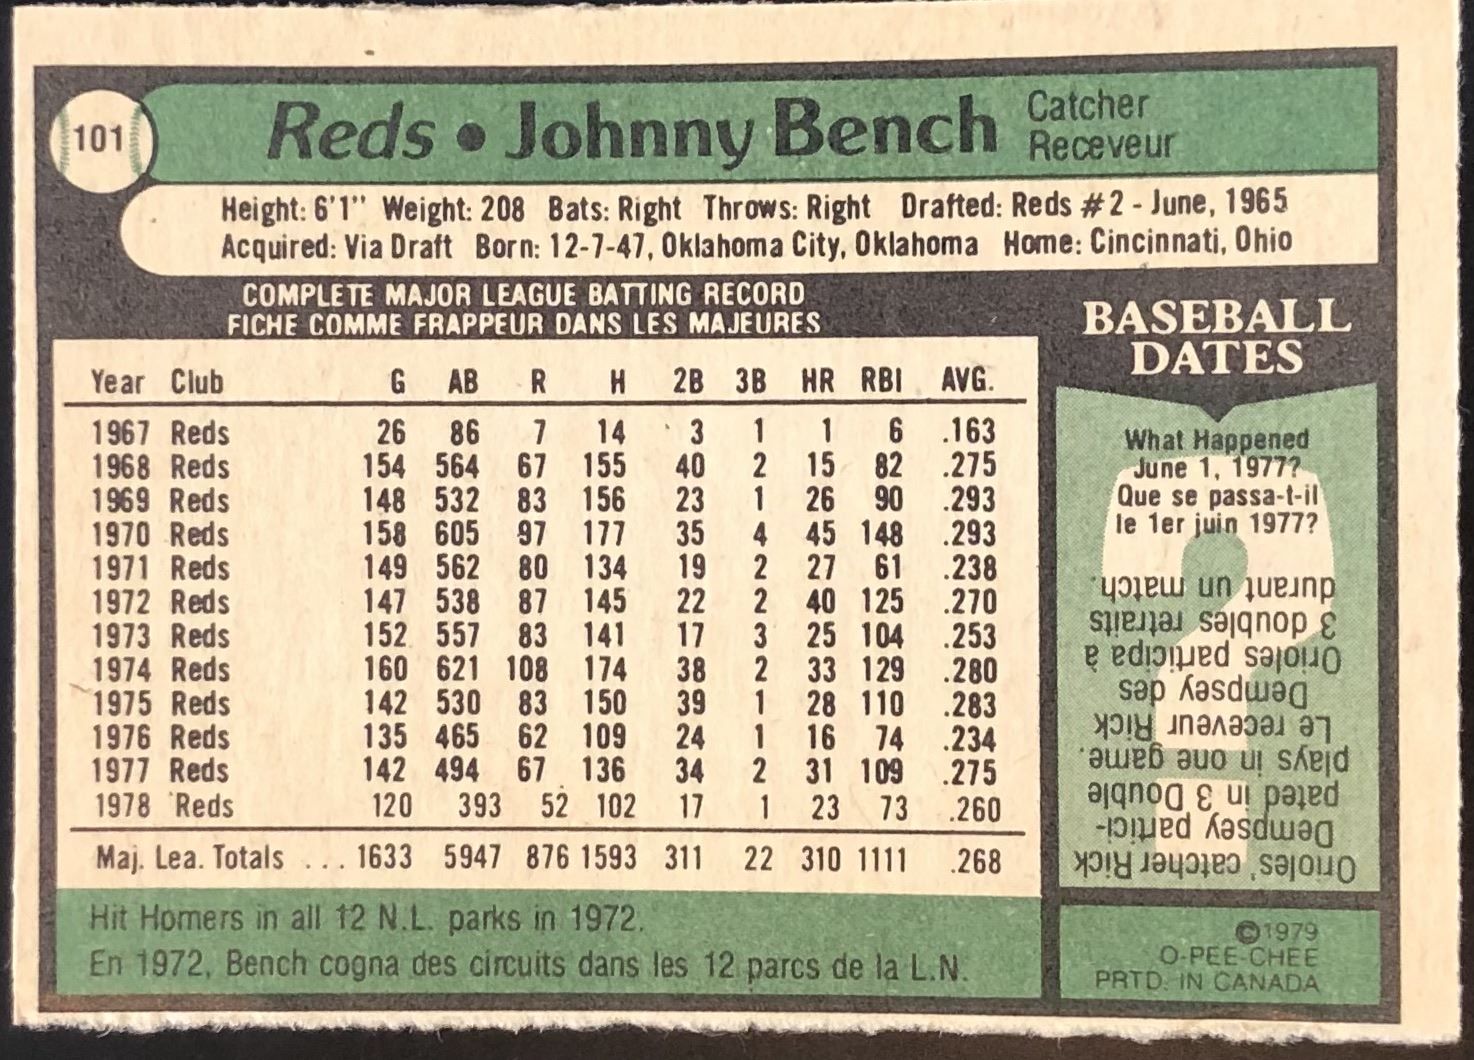 101
Reds • Johnny Bench
Catcher
Receveur
Height: 6'1" Weight: 208 Bats: Right Throws: Right Drafted: Reds #2 - June, 1965
Acquired: Via Draft Born: 12-7-47, Oklahoma City, Oklahoma Home: Cincinnati, Ohio
COMPLETE MAJOR LEAGUE BATTING RECORD
FICHE COMME FRAPPEUR DANS LES MAJEURES
Year Club G AB R H 2B 3B HR RBI AVG.
1967 Reds 26 86 7 14 3 1 1 6 .163
1968 Reds 154 564 67 155 40 2 15 82 .275
1969 Reds 148 532 83 156 23 1 26 90 .293
1970 Reds 158 605 97 177 35 4 45 148 .293
1971 Reds 149 562 80 134 19 2 27 61 .238
1972 Reds 147 538 87 145 22 2 40 125 .270
1973 Reds 152 557 83 141 17 3 25 104 .253
1974 Reds 160 621 108 174 38 2 33 129 .280
1975 Reds 142 530 83 150 39 1 28 110 .283
1976 Reds 135 465 62 109 24 1 16 74 .234
1977 Reds 142 494 67 136 34 2 31 109 .275
1978 Reds 120 393 52 102 17 1 23 73 .260
Maj. Lea. Totals ... 1633 5947 876 1593 311 22 310 1111 .268
Hit Homers in all 12 N.L. parks in 1972.
En 1972, Bench cogna des circuits dans les 12 parcs de la L.N.
BASEBALL
DATES
What Happened
June 1, 1977?
Que se passa-t-il
le 1er juin 1977?
Orioles' catcher Rick
Dempsey partici-
pated in 3 Double
plays in one game.
Le receveur Rick
Dempsey des
Orioles participa à
3 doubles retraits
durant un match.
©1979
O-PEE-CHEE
PRTD. IN CANADA